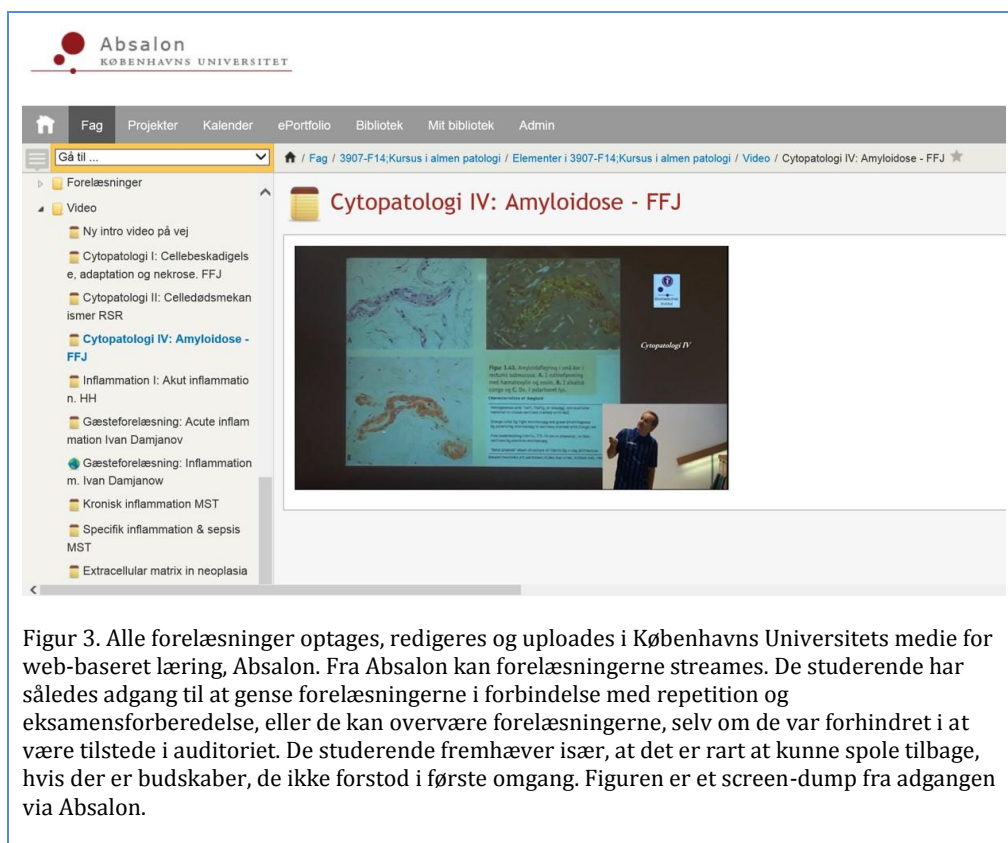 Absalon
KØBENHAVNS UNIVERSITET
Fag Projekter Kalender ePortfolio Bibliotek Mit bibliotek Admin
Gå til ...
/ Fag / 3907-F14;Kursus i almen patologi / Elementer i 3907-F14;Kursus i almen patologi / Video / Cytopatologi IV: Amyloidose - FFJ
Forelæsninger
Video
Ny intro video på vej
Cytopatologi I: Cellebeskadigels
e, adaptation og nekrose. FFJ
Cytopatologi II: Celledødsmekan
ismer RSR
Cytopatologi IV: Amyloidose -
FFJ
Inflammation I: Akut inflammatio
n. HH
Gæsteforelæsning: Acute inflam
mation Ivan Damjanov
Gæsteforelæsning: Inflammation
m. Ivan Damjanow
Kronisk inflammation MST
Specifik inflammation & sepsis
MST
Extracellular matrix in neoplasia
Cytopatologi IV: Amyloidose - FFJ
Cytopatologi IV
A
B
Figur 3. Alle forelæsninger optages, redigeres og uploades i Københavns Universitets medie for
web-baseret læring, Absalon. Fra Absalon kan forelæsningerne streames. De studerende har
således adgang til at gense forelæsningerne i forbindelse med repetition og
eksamensforberedelse, eller de kan overvære forelæsningerne, selv om de var forhindret i at
være tilstede i auditoriet. De studerende fremhæver især, at det er rart at kunne spole tilbage,
hvis der er budskaber, de ikke forstod i første omgang. Figuren er et screen-dump fra adgangen
via Absalon.